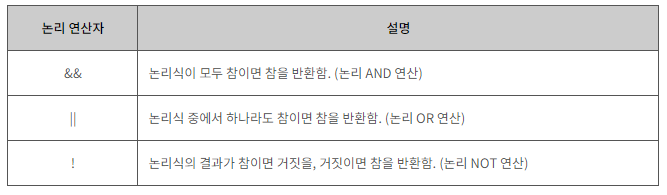 논리 연산자 설명
&& 논리식이 모두 참이면 참을 반환함. (논리 AND 연산)
|| 논리식 중에서 하나라도 참이면 참을 반환함. (논리 OR 연산)
! 논리식의 결과가 참이면 거짓을, 거짓이면 참을 반환함. (논리 NOT 연산)